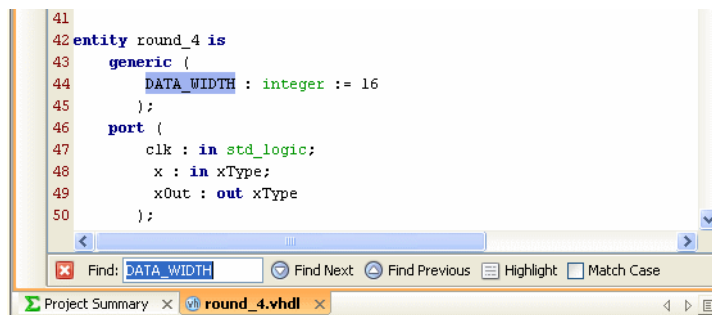 41
42 entity round_4 is
43 generic (
44 DATA_WIDTH : integer := 16
45 );
46 port (
47 clk : in std_logic;
48 x : in xType;
49 xOut : out xType
50 );
Find: DATA_WIDTH Find Next Find Previous Highlight Match Case
Σ Project Summary × vh round_4.vhdl ×